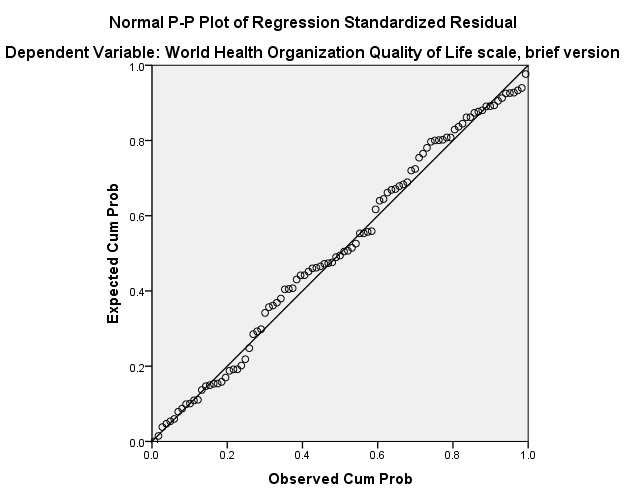 Normal P-P Plot of Regression Standardized Residual
Dependent Variable: World Health Organization Quality of Life scale, brief version
1.0
0.8
0.6
0.4
0.2
0.0
Expected Cum Prob
0.0 0.2 0.4 0.6 0.8 1.0
Observed Cum Prob